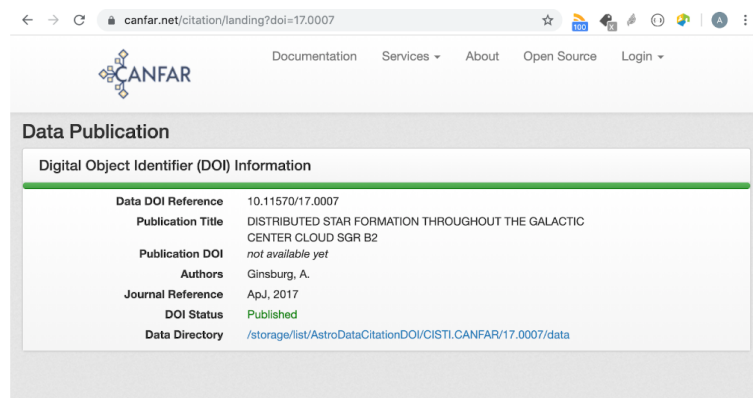 canfar.net/citation/landing?doi=17.0007
100
x
A
CANFAR
Documentation Services About Open Source Login
Data Publication
Digital Object Identifier (DOI) Information
Data DOI Reference 10.11570/17.0007
Publication Title DISTRIBUTED STAR FORMATION THROUGHOUT THE GALACTIC
CENTER CLOUD SGR B2
Publication DOI not available yet
Authors Ginsburg, A.
Journal Reference ApJ, 2017
DOI Status Published
Data Directory /storage/list/AstroDataCitationDOI/CISTI.CANFAR/17.0007/data